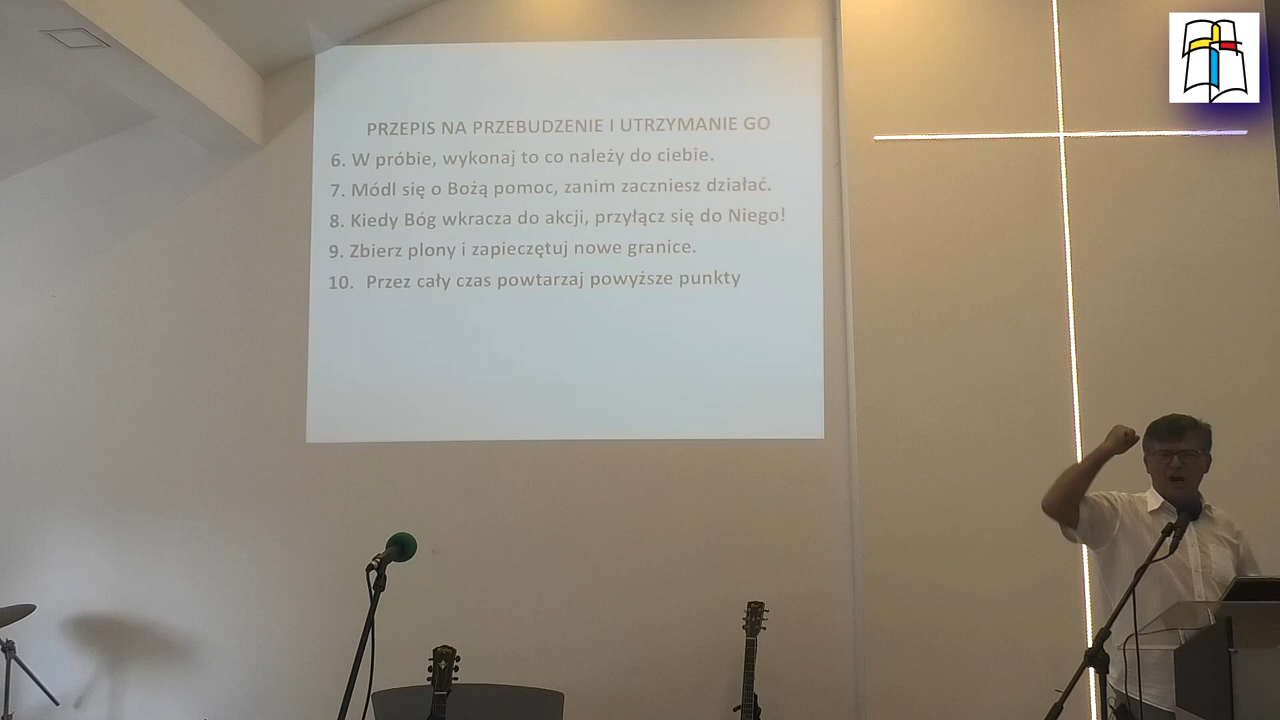 PRZEPIS NA PRZEBUDZENIE I UTRZYMANIE GO
6. W próbie, wykonaj to co należy do ciebie.
7. Módl się o Bożą pomoc, zanim zaczniesz działać.
8. Kiedy Bóg wkracza do akcji, przyłącz się do Niego!
9. Zbierz plony i zapieczętuj nowe granice.
10. Przez cały czas powtarzaj powyższe punkty